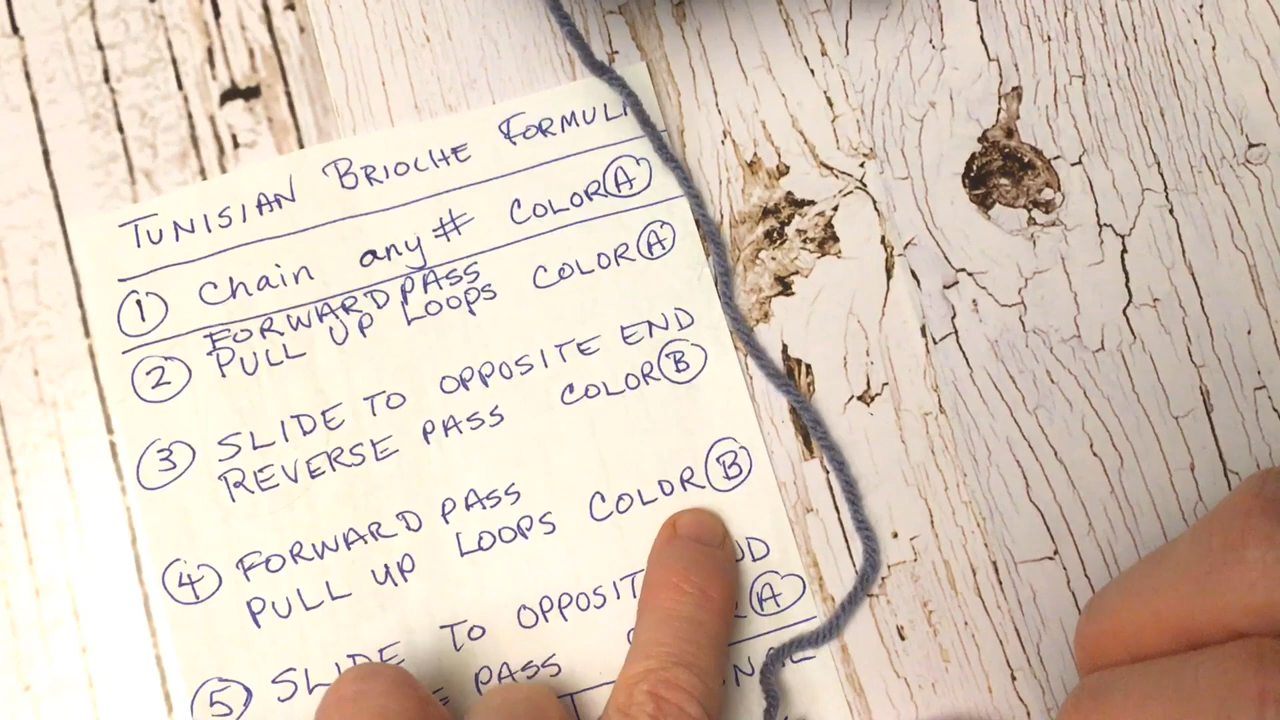 TUNISIAN BRIOCHE FORMUL
① Chain any # COLOR Ⓐ
FORWARD PASS
② PULL UP LOOPS COLOR Ⓐ
③ SLIDE TO OPPOSITE END
REVERSE PASS COLOR Ⓑ
④ FORWARD PASS
PULL UP LOOPS COLOR Ⓑ
⑤ TO OPPOSIT
PASS Ⓐ